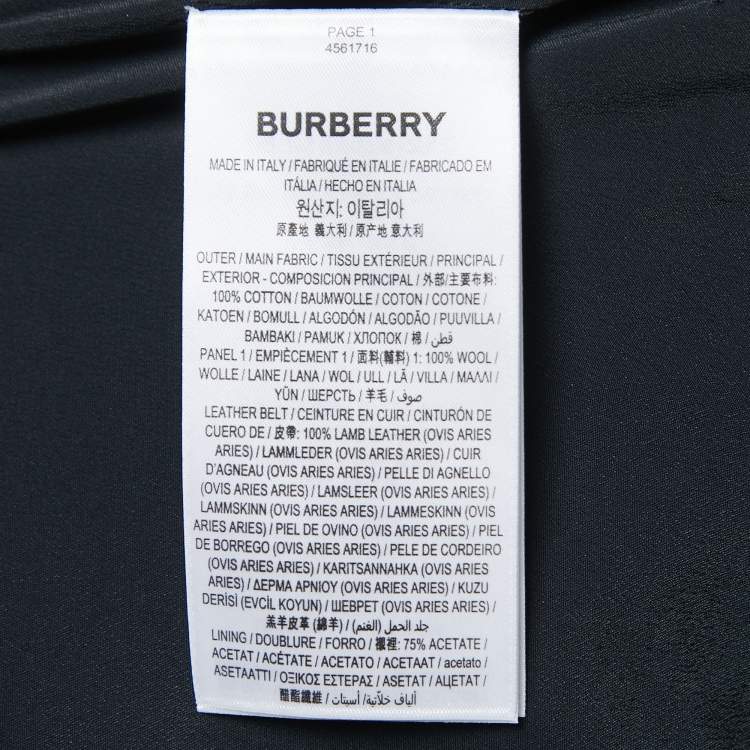 PAGE 1
4561716
BURBERRY
MADE IN ITALY / FABRIQUÉ EN ITALIE / FABRICADO EM
ITÁLIA / HECHO EN ITALIA
원산지: 이탈리아
原產地 義大利 / 原产地 意大利
OUTER / MAIN FABRIC / TISSU EXTÉRIEUR / PRINCIPAL /
EXTERIOR - COMPOSICION PRINCIPAL / 外部/主要布料:
100% COTTON / BAUMWOLLE / COTON / COTONE /
KATOEN / BOMULL / ALGODÓN / ALGODÃO / PUUVILLA /
ΒΑΜΒΑΚΙ / PAMUK / ХЛОПОК / 棉 / قطن
PANEL 1 / EMPIÈCEMENT 1 / 面料(輔料) 1: 100% WOOL /
WOLLE / LAINE / LANA / WOL / ULL / LÃ / VILLA / ΜΑΛΛΙ /
YÜN / ШЕРСТЬ / 羊毛 / صوف
LEATHER BELT / CEINTURE EN CUIR / CINTURÓN DE
CUERO DE / 皮帶: 100% LAMB LEATHER (OVIS ARIES
ARIES) / LAMMLEDER (OVIS ARIES ARIES) / CUIR
D'AGNEAU (OVIS ARIES ARIES) / PELLE DI AGNELLO
(OVIS ARIES ARIES) / LAMSLEER (OVIS ARIES ARIES) /
LAMMSKINN (OVIS ARIES ARIES) / LAMMESKINN (OVIS
ARIES ARIES) / PIEL DE OVINO (OVIS ARIES ARIES) / PIEL
DE BORREGO (OVIS ARIES ARIES) / PELE DE CORDEIRO
(OVIS ARIES ARIES) / KARITSANNAHKA (OVIS ARIES
ARIES) / ΔΕΡΜΑ ΑΡΝΙΟΥ (OVIS ARIES ARIES) / KUZU
DERİSİ (EVCİL KOYUN) / ШЕВРЕТ (OVIS ARIES ARIES)
/ 羔羊皮革 (綿羊) / جلد الحمل (الغنم) /
LINING / DOUBLURE / FORRO / 襯裡: 75% ACETATE /
ACETAT / ACÉTATE / ACETATO / ACETAAT / acetato /
ASETAATTI / ΟΞΙΚΟΣ ΕΣΤΕΡΑΣ / ASETAT / АЦЕТАТ /
醋酯纖維 / ألياف خلاّتية / أسيتات /